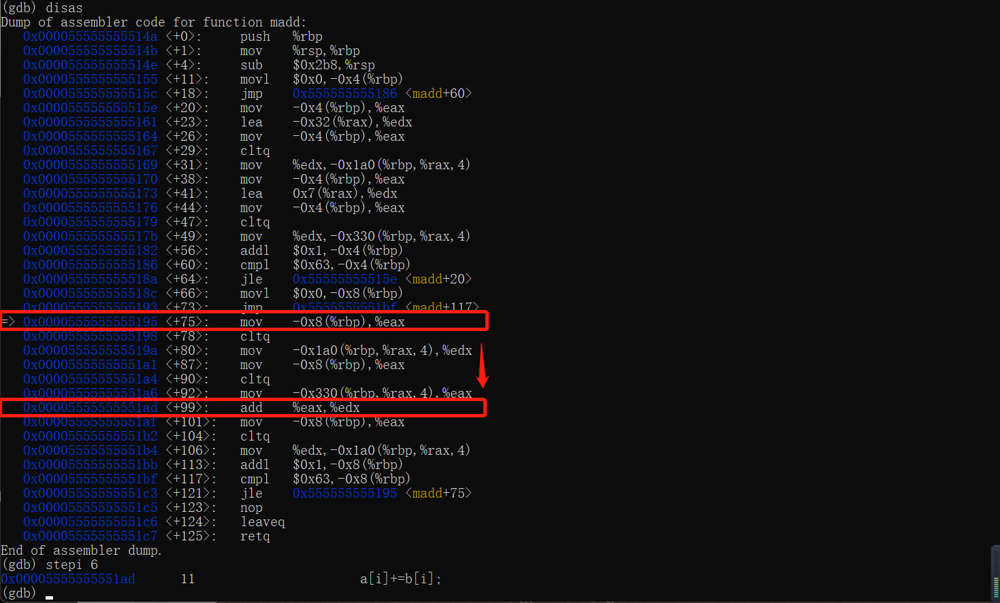 (gdb) disas
Dump of assembler code for function madd:
0x000055555555514a <+0>: push %rbp
0x000055555555514b <+1>: mov %rsp,%rbp
0x000055555555514e <+4>: sub $0x2b8,%rsp
0x0000555555555155 <+11>: movl $0x0,-0x4(%rbp)
0x000055555555515c <+18>: jmp 0x555555555186 <madd+60>
0x000055555555515e <+20>: mov -0x4(%rbp),%eax
0x0000555555555161 <+23>: lea -0x32(%rax),%edx
0x0000555555555164 <+26>: mov -0x4(%rbp),%eax
0x0000555555555167 <+29>: cltq
0x0000555555555169 <+31>: mov %edx,-0x1a0(%rbp,%rax,4)
0x0000555555555170 <+38>: mov -0x4(%rbp),%eax
0x0000555555555173 <+41>: lea 0x7(%rax),%edx
0x0000555555555176 <+44>: mov -0x4(%rbp),%eax
0x0000555555555179 <+47>: cltq
0x000055555555517b <+49>: mov %edx,-0x330(%rbp,%rax,4)
0x0000555555555182 <+56>: addl $0x1,-0x4(%rbp)
0x0000555555555186 <+60>: cmpl $0x63,-0x4(%rbp)
0x000055555555518a <+64>: jle 0x55555555515e <madd+20>
0x000055555555518c <+66>: movl $0x0,-0x8(%rbp)
0x0000555555555193 <+73>: jmp 0x5555555551bf <madd+117>
=> 0x0000555555555195 <+75>: mov -0x8(%rbp),%eax
0x0000555555555198 <+78>: cltq
0x000055555555519a <+80>: mov -0x1a0(%rbp,%rax,4),%edx
0x00005555555551a1 <+87>: mov -0x8(%rbp),%eax
0x00005555555551a4 <+90>: cltq
0x00005555555551a6 <+92>: mov -0x330(%rbp,%rax,4),%eax
0x00005555555551ad <+99>: add %eax,%edx
0x00005555555551af <+101>: mov -0x8(%rbp),%eax
0x00005555555551b2 <+104>: cltq
0x00005555555551b4 <+106>: mov %edx,-0x1a0(%rbp,%rax,4)
0x00005555555551bb <+113>: addl $0x1,-0x8(%rbp)
0x00005555555551bf <+117>: cmpl $0x63,-0x8(%rbp)
0x00005555555551c3 <+121>: jle 0x555555555195 <madd+75>
0x00005555555551c5 <+123>: nop
0x00005555555551c6 <+124>: leaveq
0x00005555555551c7 <+125>: retq
End of assembler dump.
(gdb) stepi 6
0x00005555555551ad 11 a[i]+=b[i];
(gdb)